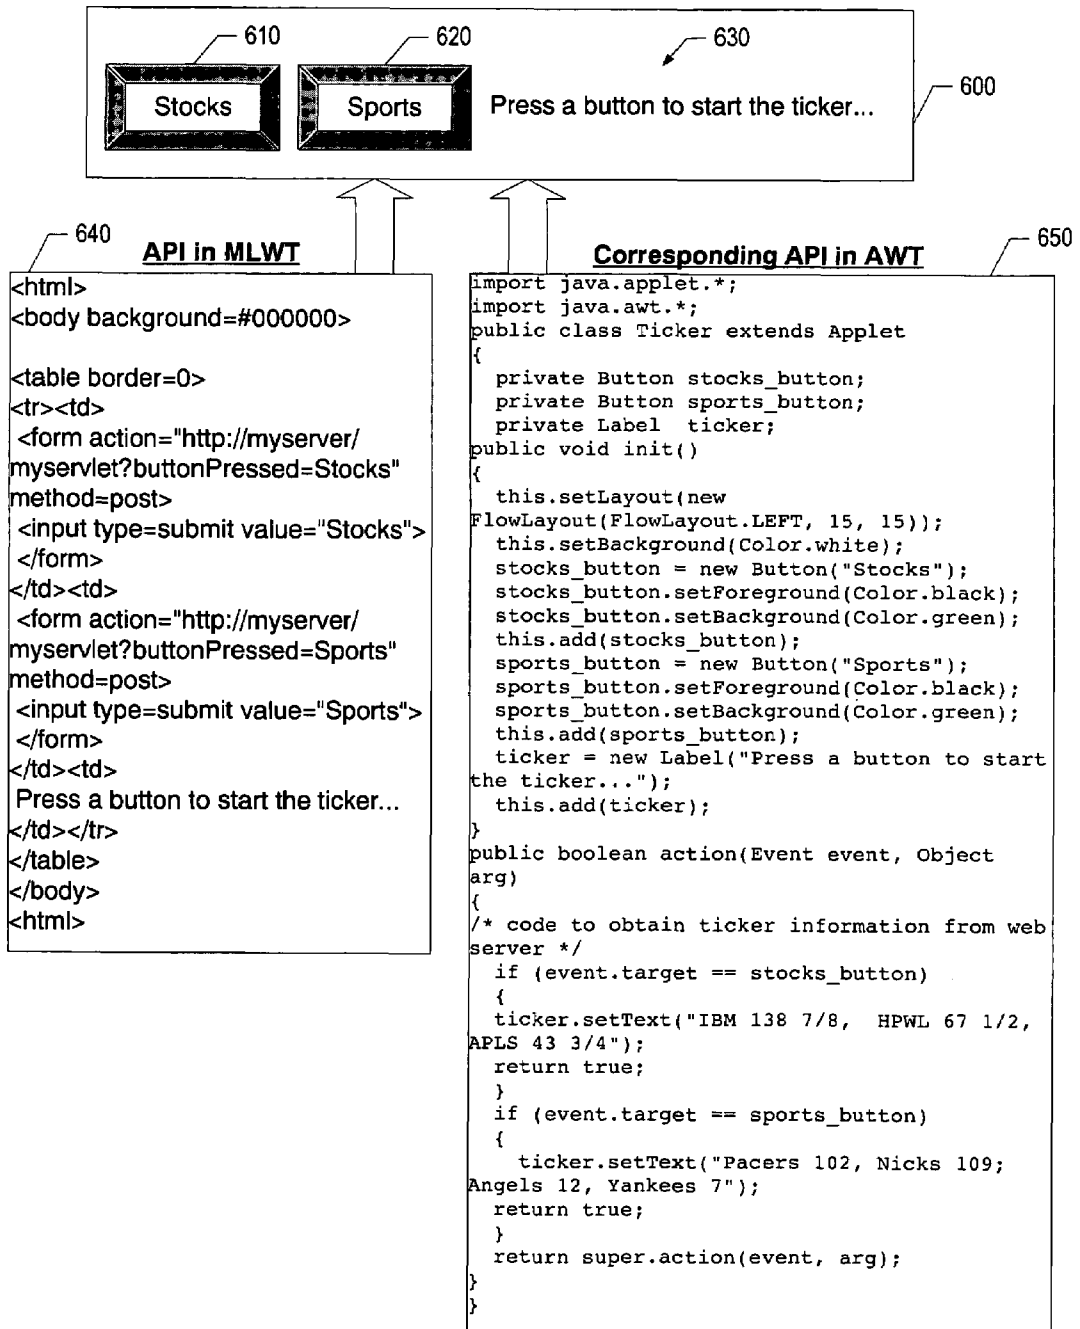 610
620
630
600
Stocks
Sports
Press a button to start the ticker...
640
API in MLWT
<html>
<body background=#000000>
<table border=0>
<tr><td>
<form action="http://myserver/
myservlet?buttonPressed=Stocks"
method=post>
<input type=submit value="Stocks">
</form>
</td><td>
<form action="http://myserver/
myservlet?buttonPressed=Sports"
method=post>
<input type=submit value="Sports">
</form>
</td><td>
Press a button to start the ticker...
</td></tr>
</table>
</body>
<html>
650
Corresponding API in AWT
import java.applet.*;
import java.awt.*;
public class Ticker extends Applet
{
private Button stocks_button;
private Button sports_button;
private Label ticker;
public void init()
{
this.setLayout(new
FlowLayout(FlowLayout.LEFT, 15, 15));
this.setBackground(Color.white);
stocks_button = new Button("Stocks");
stocks_button.setForeground(Color.black);
stocks_button.setBackground(Color.green);
this.add(stocks_button);
sports_button = new Button("Sports");
sports_button.setForeground(Color.black);
sports_button.setBackground(Color.green);
this.add(sports_button);
ticker = new Label("Press a button to start
the ticker...");
this.add(ticker);
}
public boolean action(Event event, Object
arg)
{
/* code to obtain ticker information from web
server */
if (event.target == stocks_button)
{
ticker.setText("IBM 138 7/8, HPWL 67 1/2,
APLS 43 3/4");
return true;
}
if (event.target == sports_button)
{
ticker.setText("Pacers 102, Nicks 109;
Angels 12, Yankees 7");
return true;
}
return super.action(event, arg);
}
}